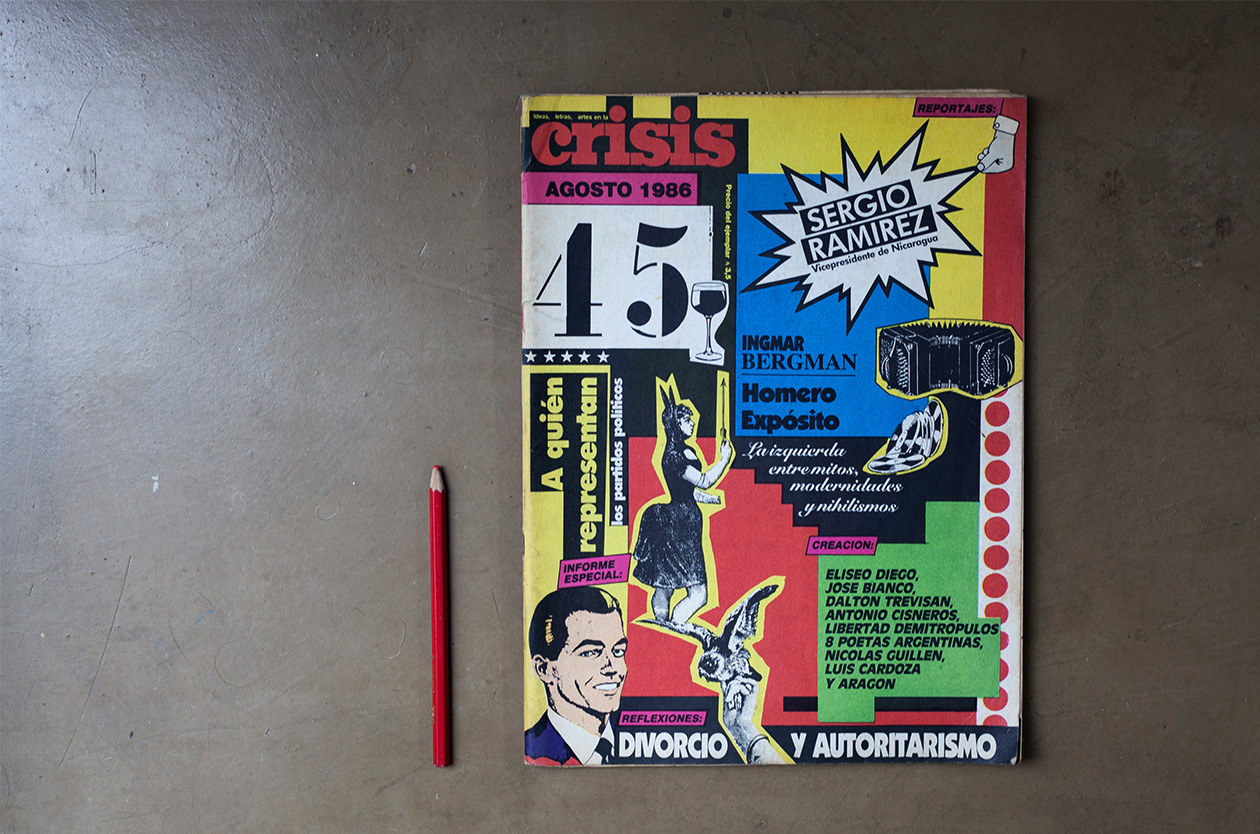 Ideas, letras, artes en la
crisis
AGOSTO 1986
45
Precio del ejemplar A 3,5
REPORTAJES:
SERGIO
RAMIREZ
Vicepresidente de Nicaragua
INGMAR
BERGMAN
Homero
Expósito
La izquierda
entre mitos,
modernidades
y nihilismos
A quién
representan
los partidos políticos
INFORME
ESPECIAL:
CREACION:
ELISEO DIEGO,
JOSE BIANCO,
DALTON TREVISAN,
ANTONIO CISNEROS,
LIBERTAD DEMITROPULOS
8 POETAS ARGENTINAS,
NICOLAS GUILLEN,
LUIS CARDOZA
Y ARAGON
REFLEXIONES:
DIVORCIO Y AUTORITARISMO